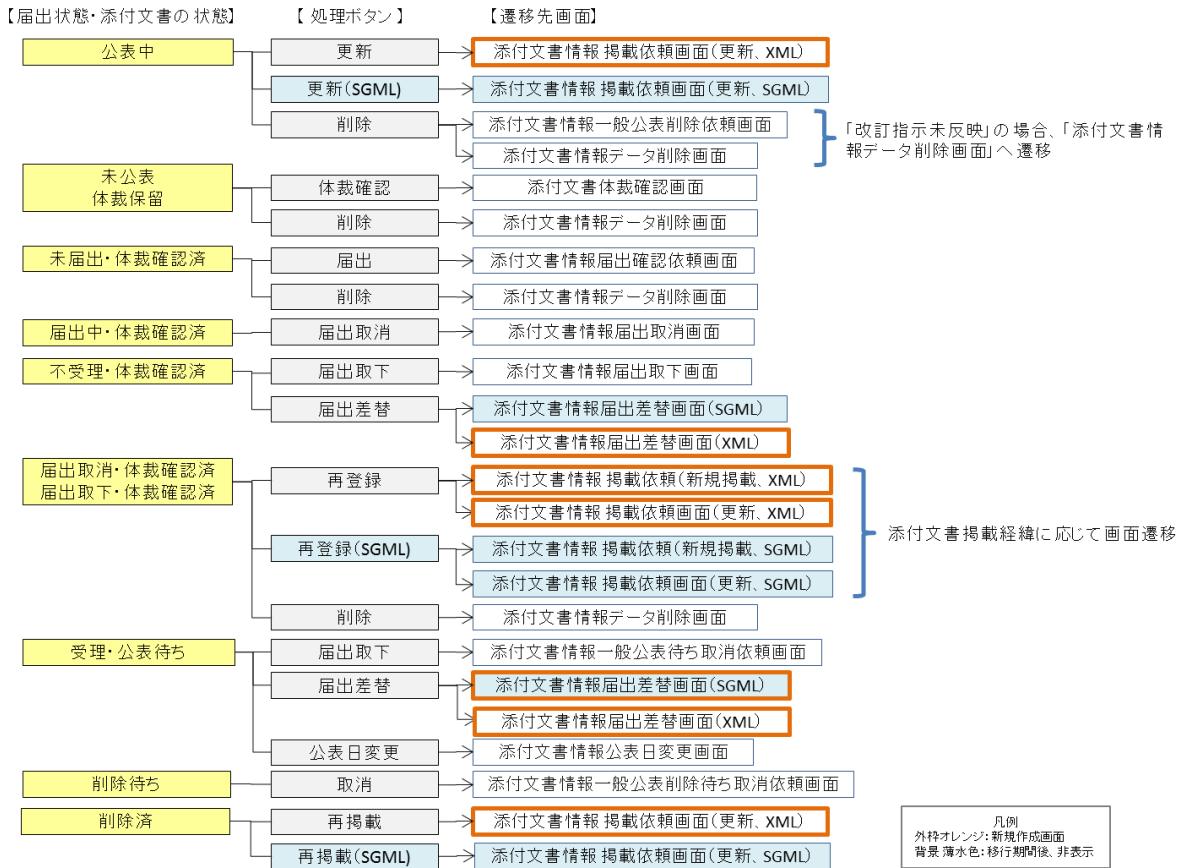 【届出状態・添付文書の状態】 【処理ボタン】 【遷移先画面】
公表中 更新 添付文書情報 掲載依頼画面(更新、XML)
更新(SGML) 添付文書情報 掲載依頼画面(更新、SGML)
削除 添付文書情報一般公表削除依頼画面
添付文書情報データ削除画面
「改訂指示未反映」の場合、「添付文書情
報データ削除画面」へ遷移
未公表
体裁保留
体裁確認 添付文書体裁確認画面
削除 添付文書情報データ削除画面
未届出・体裁確認済 届出 添付文書情報届出確認依頼画面
削除 添付文書情報データ削除画面
届出中・体裁確認済 届出取消 添付文書情報届出取消画面
不受理・体裁確認済 届出取下 添付文書情報届出取下画面
届出差替 添付文書情報届出差替画面(SGML)
添付文書情報届出差替画面(XML)
届出取消・体裁確認済
届出取下・体裁確認済
再登録 添付文書情報 掲載依頼(新規掲載、XML)
添付文書情報 掲載依頼画面(更新、XML)
再登録(SGML) 添付文書情報 掲載依頼(新規掲載、SGML)
添付文書情報 掲載依頼画面(更新、SGML)
添付文書掲載経緯に応じて画面遷移
削除 添付文書情報データ削除画面
受理・公表待ち 届出取下 添付文書情報一般公表待ち取消依頼画面
届出差替 添付文書情報届出差替画面(SGML)
添付文書情報届出差替画面(XML)
公表日変更 添付文書情報公表日変更画面
削除待ち 取消 添付文書情報一般公表削除待ち取消依頼画面
削除済 再掲載 添付文書情報 掲載依頼画面(更新、XML)
再掲載(SGML) 添付文書情報 掲載依頼画面(更新、SGML)
凡例
外枠オレンジ:新規作成画面
背景 薄水色:移行期間後、非表示